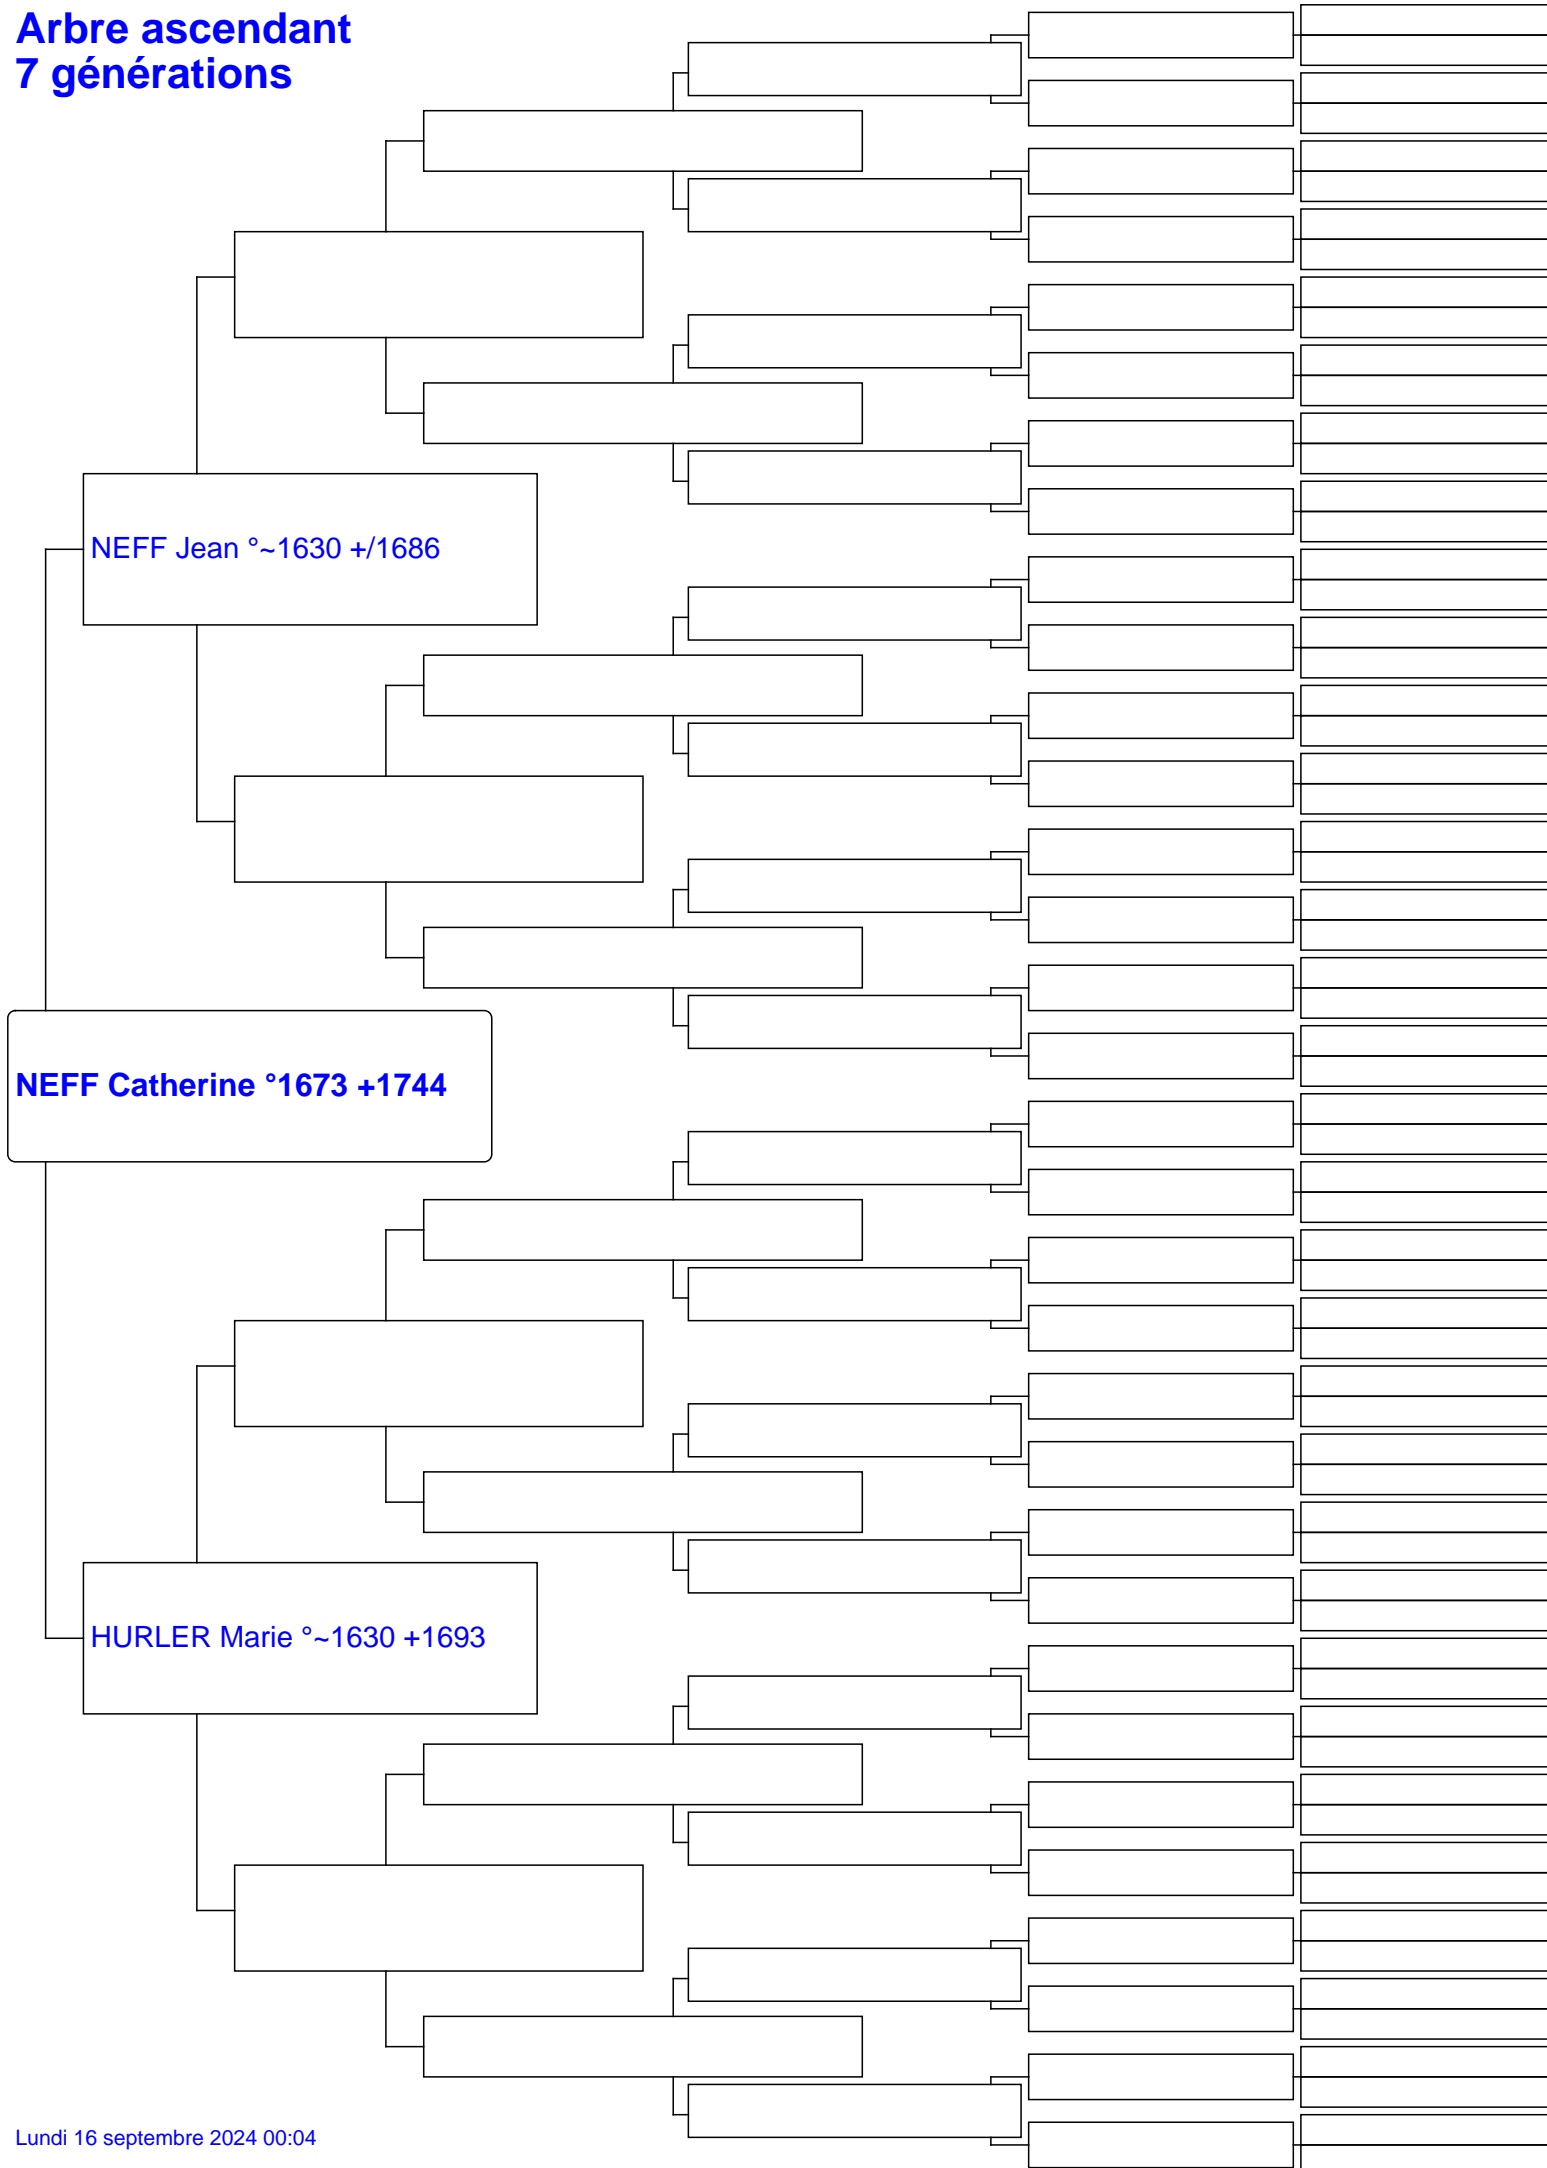 Arbre ascendant
7 générations
NEFF Jean °~1630 +/1686
NEFF Catherine °1673 +1744
HURLER Marie °~1630 +1693
Lundi 16 septembre 2024 00:04